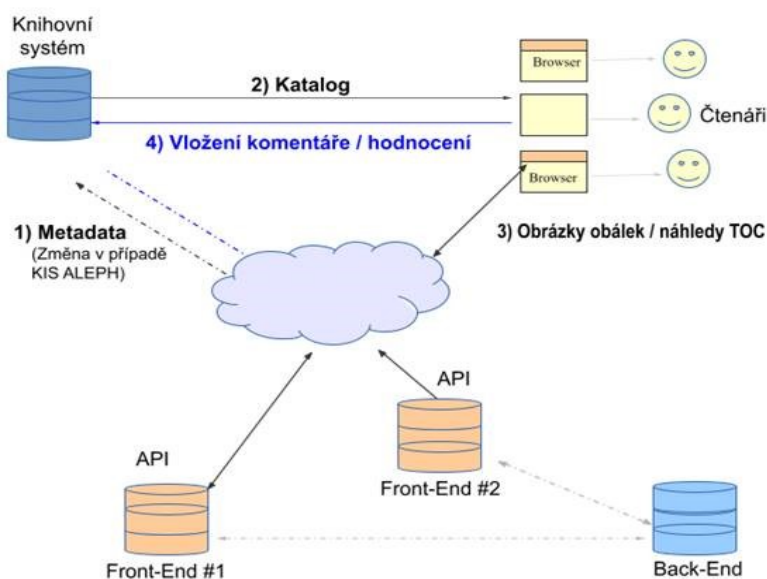 Knihovní
systém
Browser
2) Katalog
Čtenáři
4) Vložení komentáře / hodnocení
Browser
1) Metadata
(Změna v případě
KIS ALEPH)
3) Obrázky obálek / náhledy TOC
API
Front-End #2
API
Front-End #1
Back-End